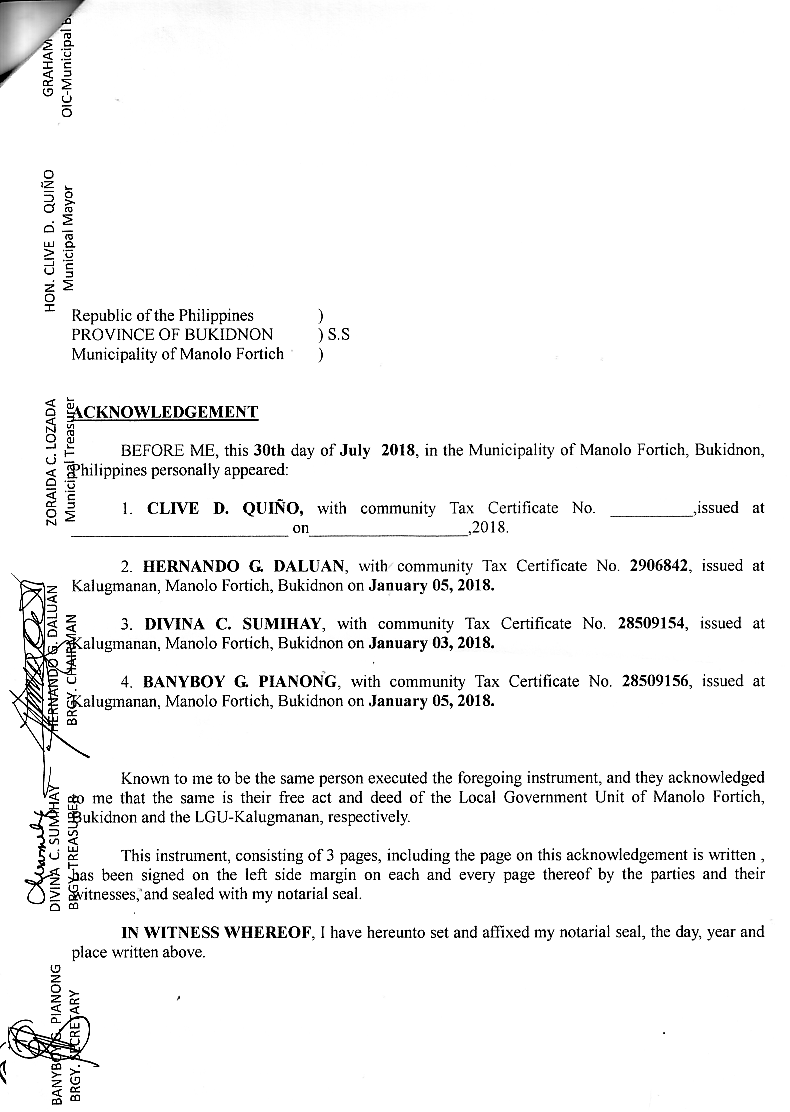 GRAHAM
OIC-Municipal
HON. CLIVE D. QUIÑO
Municipal Mayor
ZORAIDA C. LOZADA
Municipal Treasurer
HERNANDO G. DALUAN
BRGY. CHAIRMAN
DIVINA C. SUMIHAY
BRGY. TREASURER
BANYBOY G. PIANONG
BRGY. SECRETARY
Republic of the Philippines )
PROVINCE OF BUKIDNON ) S.S
Municipality of Manolo Fortich )
ACKNOWLEDGEMENT
BEFORE ME, this 30th day of July 2018, in the Municipality of Manolo Fortich, Bukidnon,
Philippines personally appeared:
1. CLIVE D. QUIÑO, with community Tax Certificate No. _________,issued at
________________________ on__________________,2018.
2. HERNANDO G. DALUAN, with community Tax Certificate No. 2906842, issued at
Kalugmanan, Manolo Fortich, Bukidnon on January 05, 2018.
3. DIVINA C. SUMIHAY, with community Tax Certificate No. 28509154, issued at
Kalugmanan, Manolo Fortich, Bukidnon on January 03, 2018.
4. BANYBOY G. PIANONG, with community Tax Certificate No. 28509156, issued at
Kalugmanan, Manolo Fortich, Bukidnon on January 05, 2018.
Known to me to be the same person executed the foregoing instrument, and they acknowledged
to me that the same is their free act and deed of the Local Government Unit of Manolo Fortich,
Bukidnon and the LGU-Kalugmanan, respectively.
This instrument, consisting of 3 pages, including the page on this acknowledgement is written ,
has been signed on the left side margin on each and every page thereof by the parties and their
witnesses, and sealed with my notarial seal.
IN WITNESS WHEREOF, I have hereunto set and affixed my notarial seal, the day, year and
place written above.